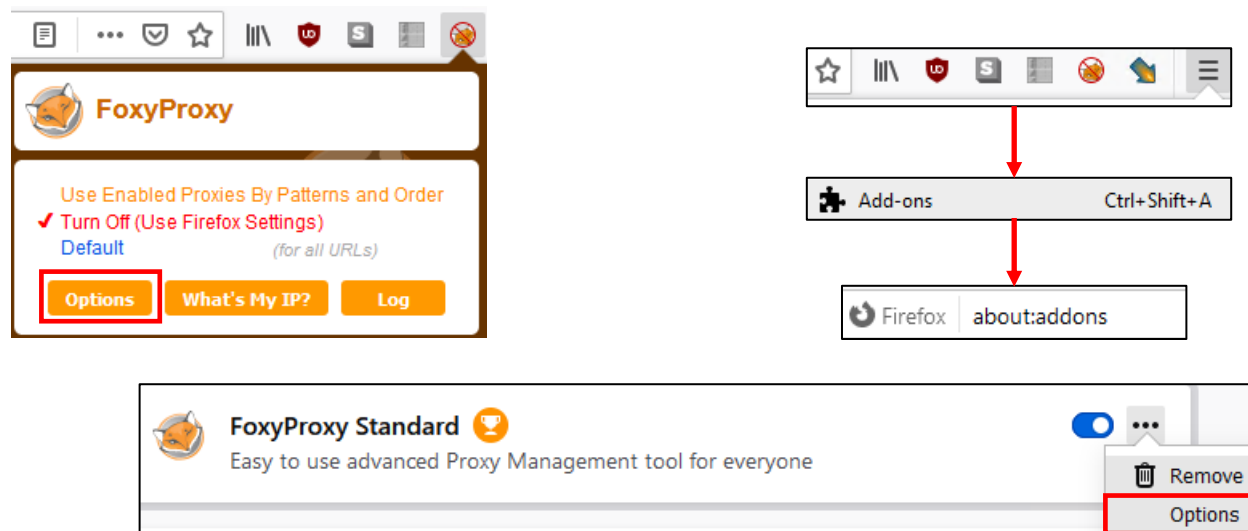 FoxyProxy
Use Enabled Proxies By Patterns and Order
✔ Turn Off (Use Firefox Settings)
Default (for all URLs)
Options What's My IP? Log
Add-ons Ctrl+Shift+A
Firefox about:addons
FoxyProxy Standard
Easy to use advanced Proxy Management tool for everyone
Remove
Options